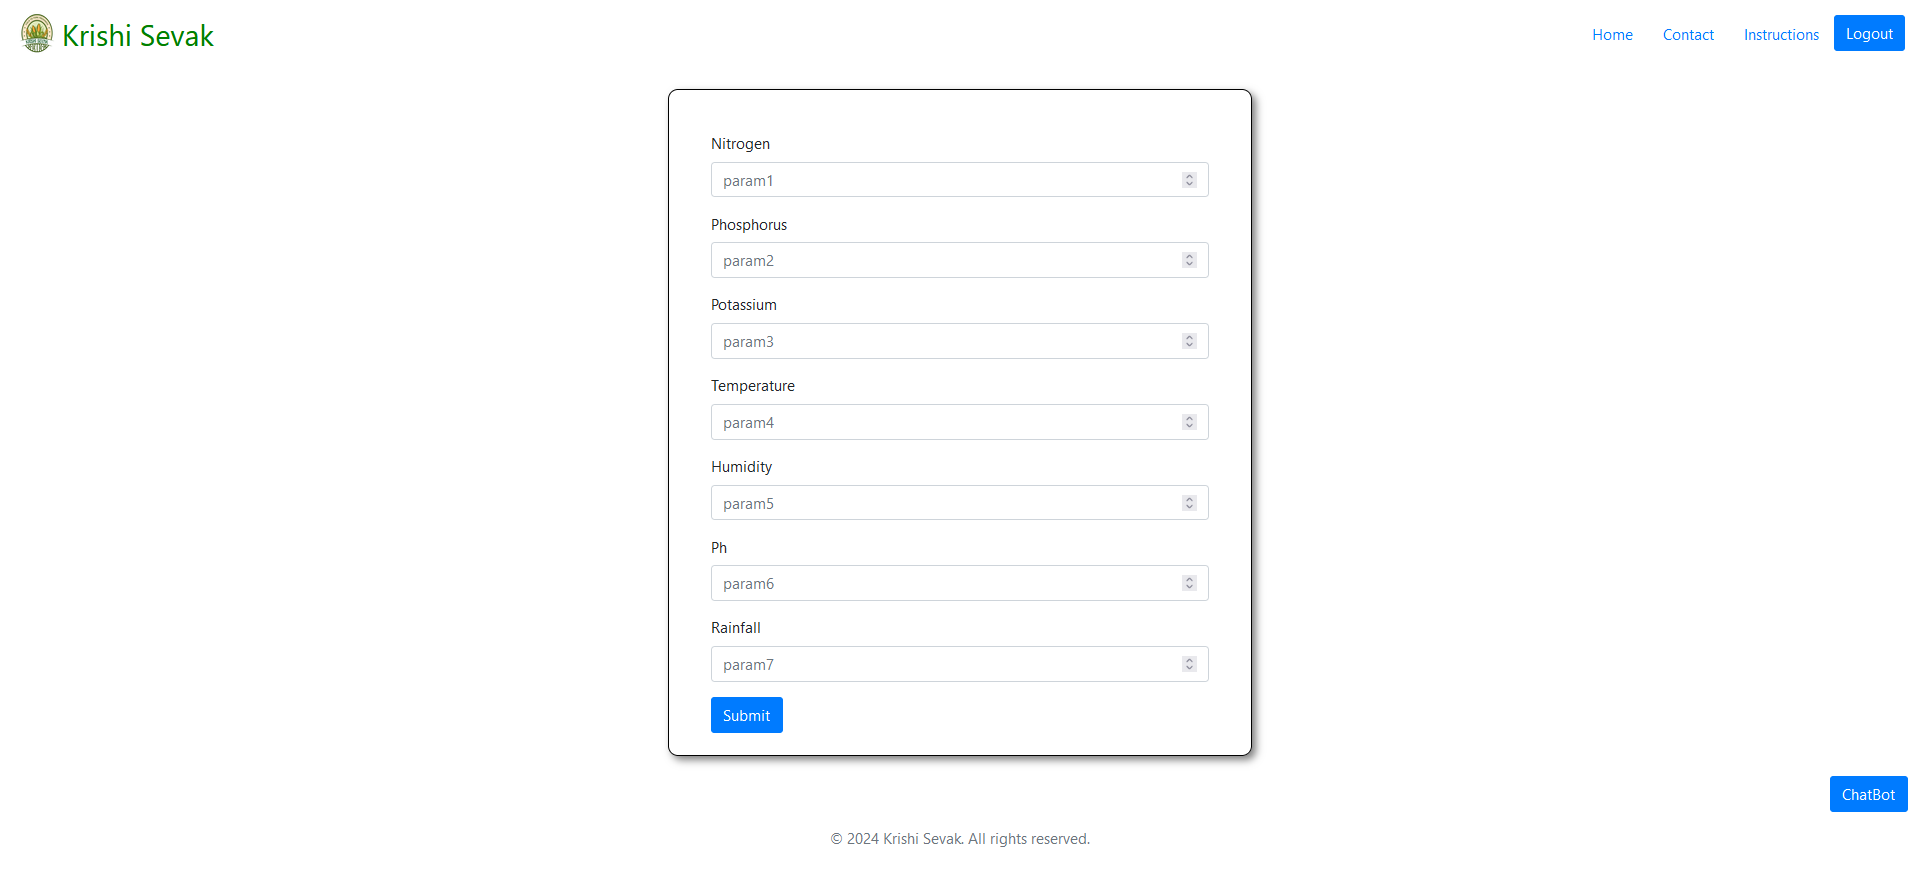 Krishi Sevak
Home Contact Instructions Logout
Nitrogen
param1
Phosphorus
param2
Potassium
param3
Temperature
param4
Humidity
param5
Ph
param6
Rainfall
param7
Submit
ChatBot
© 2024 Krishi Sevak. All rights reserved.